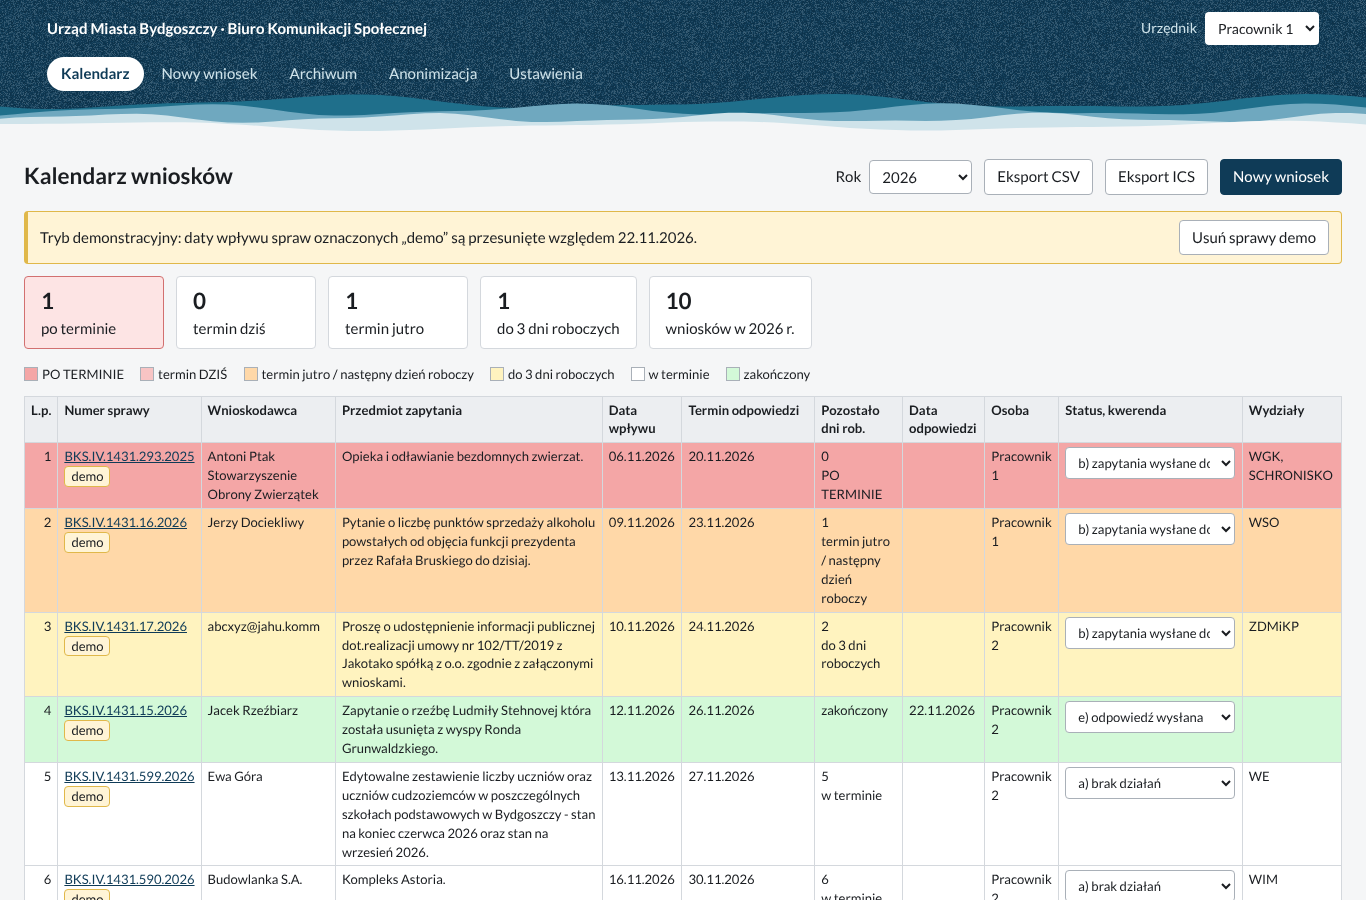 Urząd Miasta Bydgoszczy · Biuro Komunikacji Społecznej
Urzędnik Pracownik 1
Kalendarz Nowy wniosek Archiwum Anonimizacja Ustawienia
Kalendarz wniosków
Rok 2026 Eksport CSV Eksport ICS Nowy wniosek
Tryb demonstracyjny: daty wpływu spraw oznaczonych „demo” są przesunięte względem 22.11.2026.
Usuń sprawy demo
1
po terminie
0
termin dziś
1
termin jutro
1
do 3 dni roboczych
10
wniosków w 2026 r.
PO TERMINIE termin DZIŚ termin jutro / następny dzień roboczy do 3 dni roboczych w terminie zakończony
L.p.
Numer sprawy
Wnioskodawca
Przedmiot zapytania
Data
wpływu
Termin odpowiedzi
Pozostało
dni rob.
Data
odpowiedzi
Osoba
Status, kwerenda
Wydziały
1
BKS.IV.1431.293.2025
demo
Antoni Ptak
Stowarzyszenie
Obrony Zwierzątek
Opieka i odławianie bezdomnych zwierzat.
06.11.2026
20.11.2026
0
PO
TERMINIE
Pracownik
1
b) zapytania wysłane do
WGK,
SCHRONISKO
2
BKS.IV.1431.16.2026
demo
Jerzy Dociekliwy
Pytanie o liczbę punktów sprzedaży alkoholu
powstałych od objęcia funkcji prezydenta
przez Rafała Bruskiego do dzisiaj.
09.11.2026
23.11.2026
1
termin jutro
/ następny
dzień
roboczy
Pracownik
1
b) zapytania wysłane do
WSO
3
BKS.IV.1431.17.2026
demo
abcxyz@jahu.komm
Proszę o udostępnienie informacji publicznej
dot.realizacji umowy nr 102/TT/2019 z
Jakotako spółką z o.o. zgodnie z załączonymi
wnioskami.
10.11.2026
24.11.2026
2
do 3 dni
roboczych
Pracownik
2
b) zapytania wysłane do
ZDMiKP
4
BKS.IV.1431.15.2026
demo
Jacek Rzeźbiarz
Zapytanie o rzeźbę Ludmiły Stehnovej która
została usunięta z wyspy Ronda
Grunwaldzkiego.
12.11.2026
26.11.2026
zakończony
22.11.2026
Pracownik
2
e) odpowiedź wysłana
5
BKS.IV.1431.599.2026
demo
Ewa Góra
Edytowalne zestawienie liczby uczniów oraz
uczniów cudzoziemców w poszczególnych
szkołach podstawowych w Bydgoszczy - stan
na koniec czerwca 2026 oraz stan na
wrzesień 2026.
13.11.2026
27.11.2026
5
w terminie
Pracownik
2
a) brak działań
WE
6
BKS.IV.1431.590.2026
demo
Budowlanka S.A.
Kompleks Astoria.
16.11.2026
30.11.2026
6
w terminie
Pracownik
2
a) brak działań
WIM